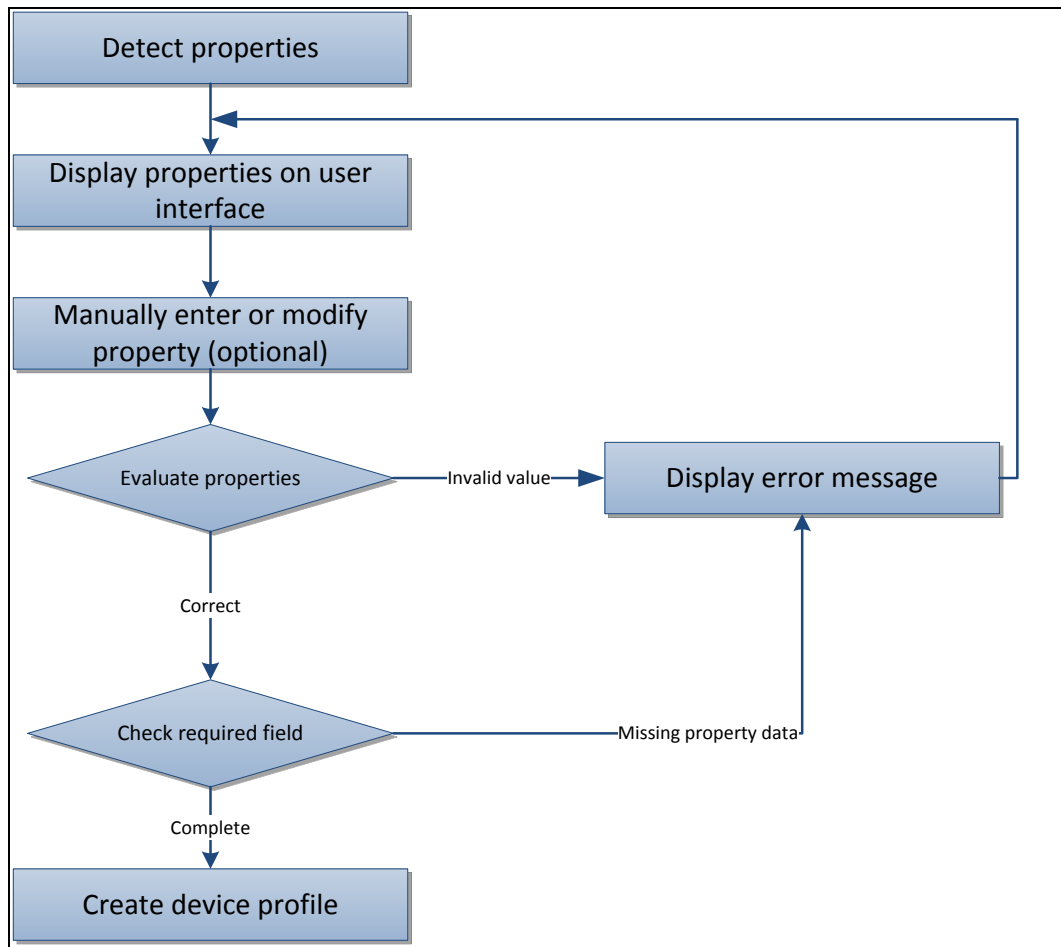 Detect properties
Display properties on user
interface
Manually enter or modify
property (optional)
Evaluate properties
Invalid value
Display error message
Correct
Check required field
Missing property data
Complete
Create device profile